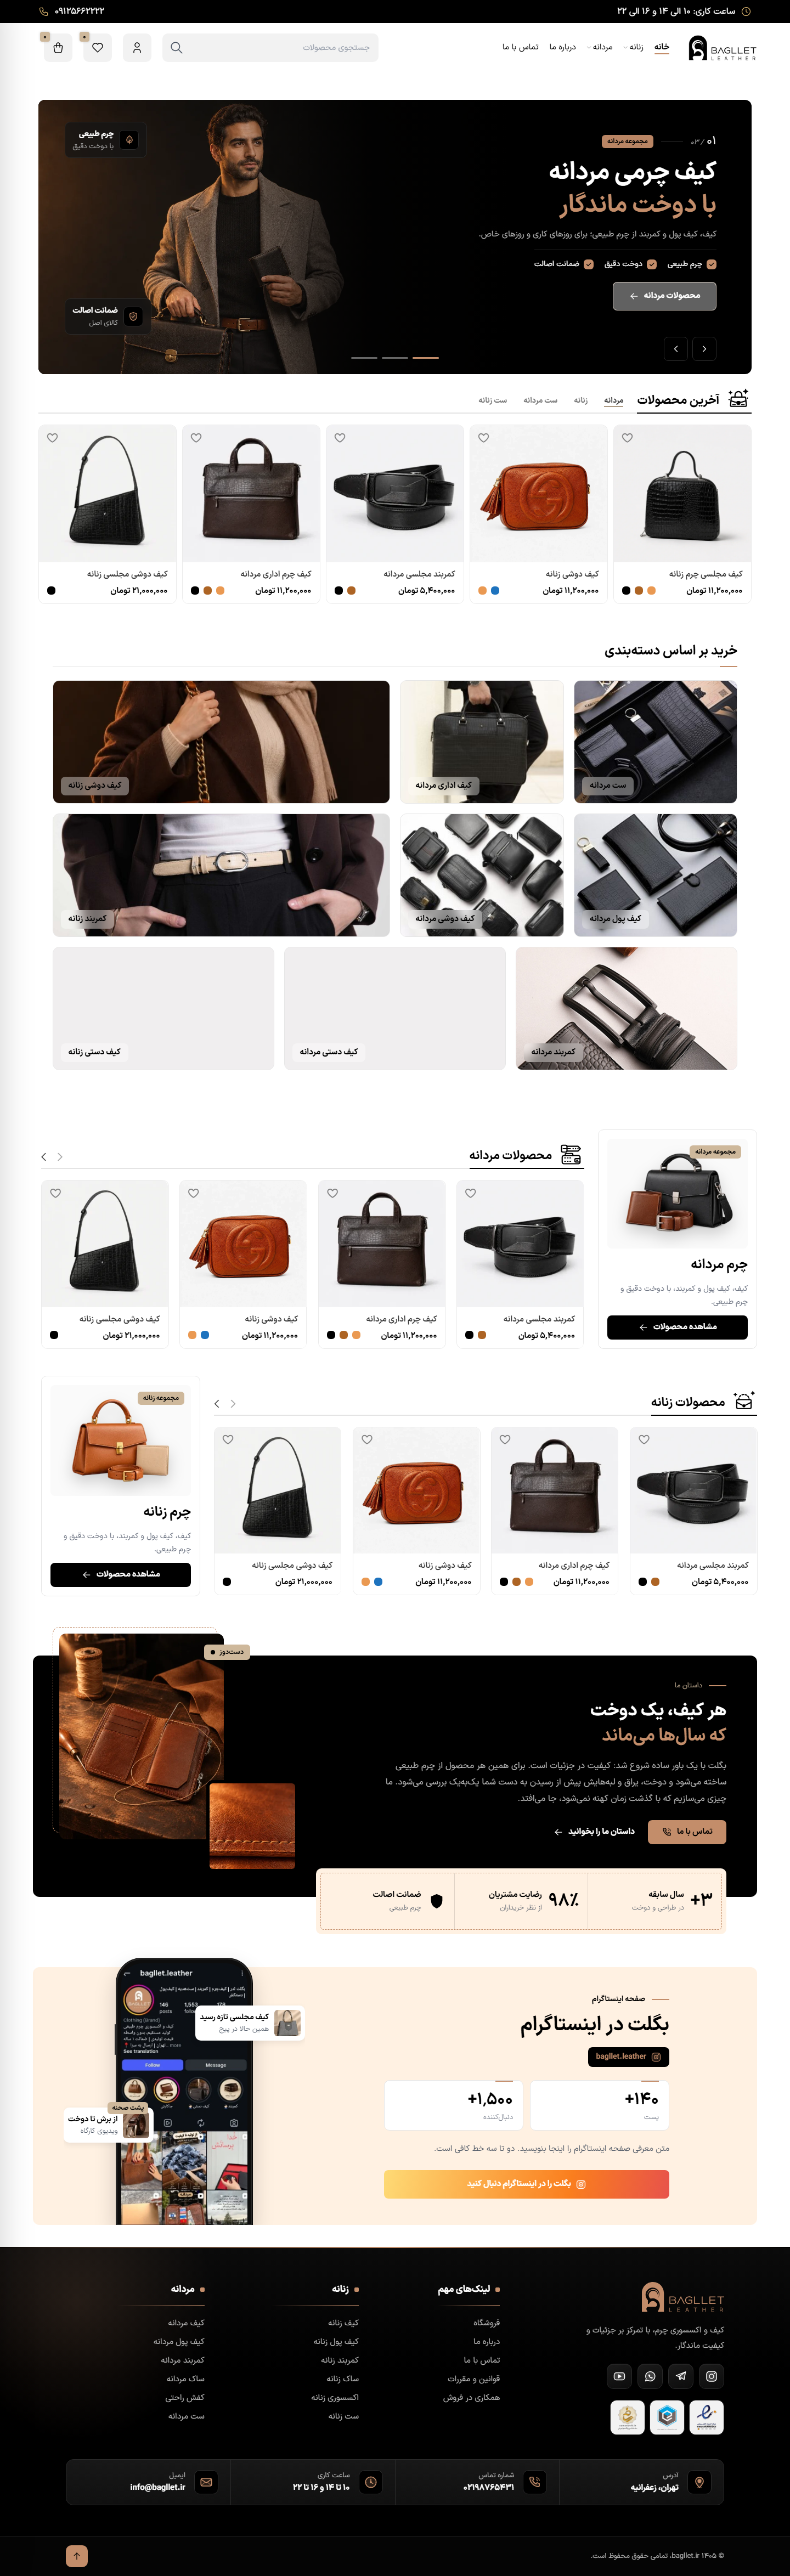 ساعت کاری: ۱۰ الی ۱۴ و ۱۶ الی ۲۲
۰۹۱۲۵۶۶۲۲۲۲
BAGLLET
LEATHER
خانه
زنانه
مردانه
درباره ما
تماس با ما
جستجوی محصولات
۰
۰
۰۱ / ۰۳
مجموعه مردانه
کیف چرمی مردانه
با دوخت ماندگار
کیف، کیف پول و کمربند از چرم طبیعی؛ برای روزهای کاری و روزهای خاص.
چرم طبیعی
دوخت دقیق
ضمانت اصالت
محصولات مردانه
چرم طبیعی
با دوخت دقیق
ضمانت اصالت
کالای اصل
آخرین محصولات
مردانه
زنانه
ست مردانه
ست زنانه
کیف مجلسی چرم زنانه
۱۱,۲۰۰,۰۰۰ تومان
کیف دوشی زنانه
۱۱,۲۰۰,۰۰۰ تومان
کمربند مجلسی مردانه
۵,۴۰۰,۰۰۰ تومان
کیف چرم اداری مردانه
۱۱,۲۰۰,۰۰۰ تومان
کیف دوشی مجلسی زنانه
۲۱,۰۰۰,۰۰۰ تومان
خرید بر اساس دسته‌بندی
ست مردانه
کیف اداری مردانه
کیف دوشی زنانه
کیف پول مردانه
کیف دوشی مردانه
کمربند زنانه
کمربند مردانه
کیف دستی مردانه
کیف دستی زنانه
مجموعه مردانه
چرم مردانه
کیف، کیف پول و کمربند، با دوخت دقیق و
چرم طبیعی.
مشاهده محصولات
محصولات مردانه
کمربند مجلسی مردانه
۵,۴۰۰,۰۰۰ تومان
کیف چرم اداری مردانه
۱۱,۲۰۰,۰۰۰ تومان
کیف دوشی زنانه
۱۱,۲۰۰,۰۰۰ تومان
کیف دوشی مجلسی زنانه
۲۱,۰۰۰,۰۰۰ تومان
محصولات زنانه
کمربند مجلسی مردانه
۵,۴۰۰,۰۰۰ تومان
کیف چرم اداری مردانه
۱۱,۲۰۰,۰۰۰ تومان
کیف دوشی زنانه
۱۱,۲۰۰,۰۰۰ تومان
کیف دوشی مجلسی زنانه
۲۱,۰۰۰,۰۰۰ تومان
مجموعه زنانه
چرم زنانه
کیف، کیف پول و کمربند، با دوخت دقیق و
چرم طبیعی.
مشاهده محصولات
دست‌دوز
داستان ما
هر کیف، یک دوخت
که سال‌ها می‌ماند
بگلت با یک باور ساده شروع شد: کیفیت در جزئیات است. برای همین هر محصول از چرم طبیعی
ساخته می‌شود و دوخت، یراق و لبه‌هایش پیش از رسیدن به دست شما یک‌به‌یک بررسی می‌شود. ما
چیزی می‌سازیم که با گذشت زمان کهنه نمی‌شود، جا می‌افتد.
تماس با ما
داستان ما را بخوانید
۳+
سال سابقه
در طراحی و دوخت
۹۸٪
رضایت مشتریان
از نظر خریداران
ضمانت اصالت
چرم طبیعی
صفحه اینستاگرام
بگلت در اینستاگرام
bagllet.leather
۱۴۰+
پست
۱,۵۰۰+
دنبال‌کننده
متن معرفی صفحه اینستاگرام را اینجا بنویسید. دو تا سه خط کافی است.
بگلت را در اینستاگرام دنبال کنید
bagllet.leather
146
posts
1,553
178
Clothing (Brand)
See translation
Follow
Message
کیف مجلسی تازه رسید
همین حالا در پیج
پشت صحنه
از برش تا دوخت
ویدیوی کارگاه
BAGLLET
LEATHER
کیف و اکسسوری چرم، با تمرکز بر جزئیات و
کیفیت ماندگار.
لینک‌های مهم
فروشگاه
درباره ما
تماس با ما
قوانین و مقررات
همکاری در فروش
زنانه
کیف زنانه
کیف پول زنانه
کمربند زنانه
ساک زنانه
اکسسوری زنانه
ست زنانه
مردانه
کیف مردانه
کیف پول مردانه
کمربند مردانه
ساک مردانه
کفش راحتی
ست مردانه
آدرس
تهران، زعفرانیه
شماره تماس
۰۲۱۹۸۷۶۵۴۳۱
ساعت کاری
۱۰ تا ۱۴ و ۱۶ تا ۲۲
ایمیل
info@bagllet.ir
© ۱۴۰۵ bagllet.ir، تمامی حقوق محفوظ است.